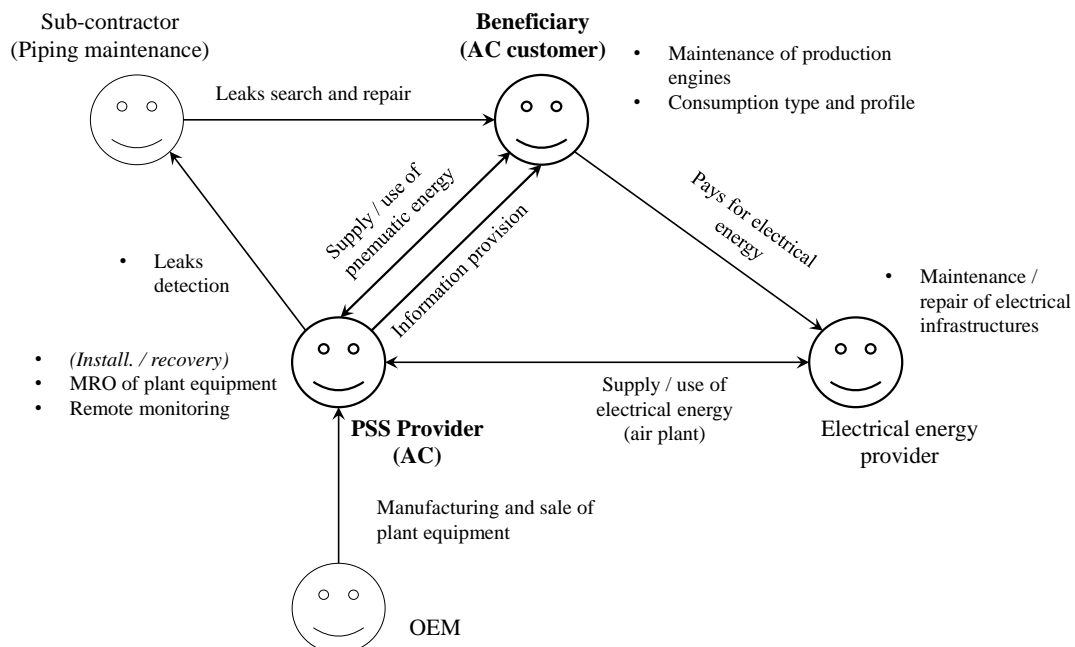 Sub-contractor
(Piping maintenance)
Beneficiary
(AC customer)
• Maintenance of production
engines
• Consumption type and profile
Leaks search and repair
Supply / use of
pnemuatic energy
Information provision
Pays for electrical
energy
• Leaks
detection
• Maintenance /
repair of electrical
infrastructures
• (Install. / recovery)
• MRO of plant equipment
• Remote monitoring
Supply / use of
electrical energy
(air plant)
PSS Provider
(AC)
Electrical energy
provider
Manufacturing and sale of
plant equipment
OEM